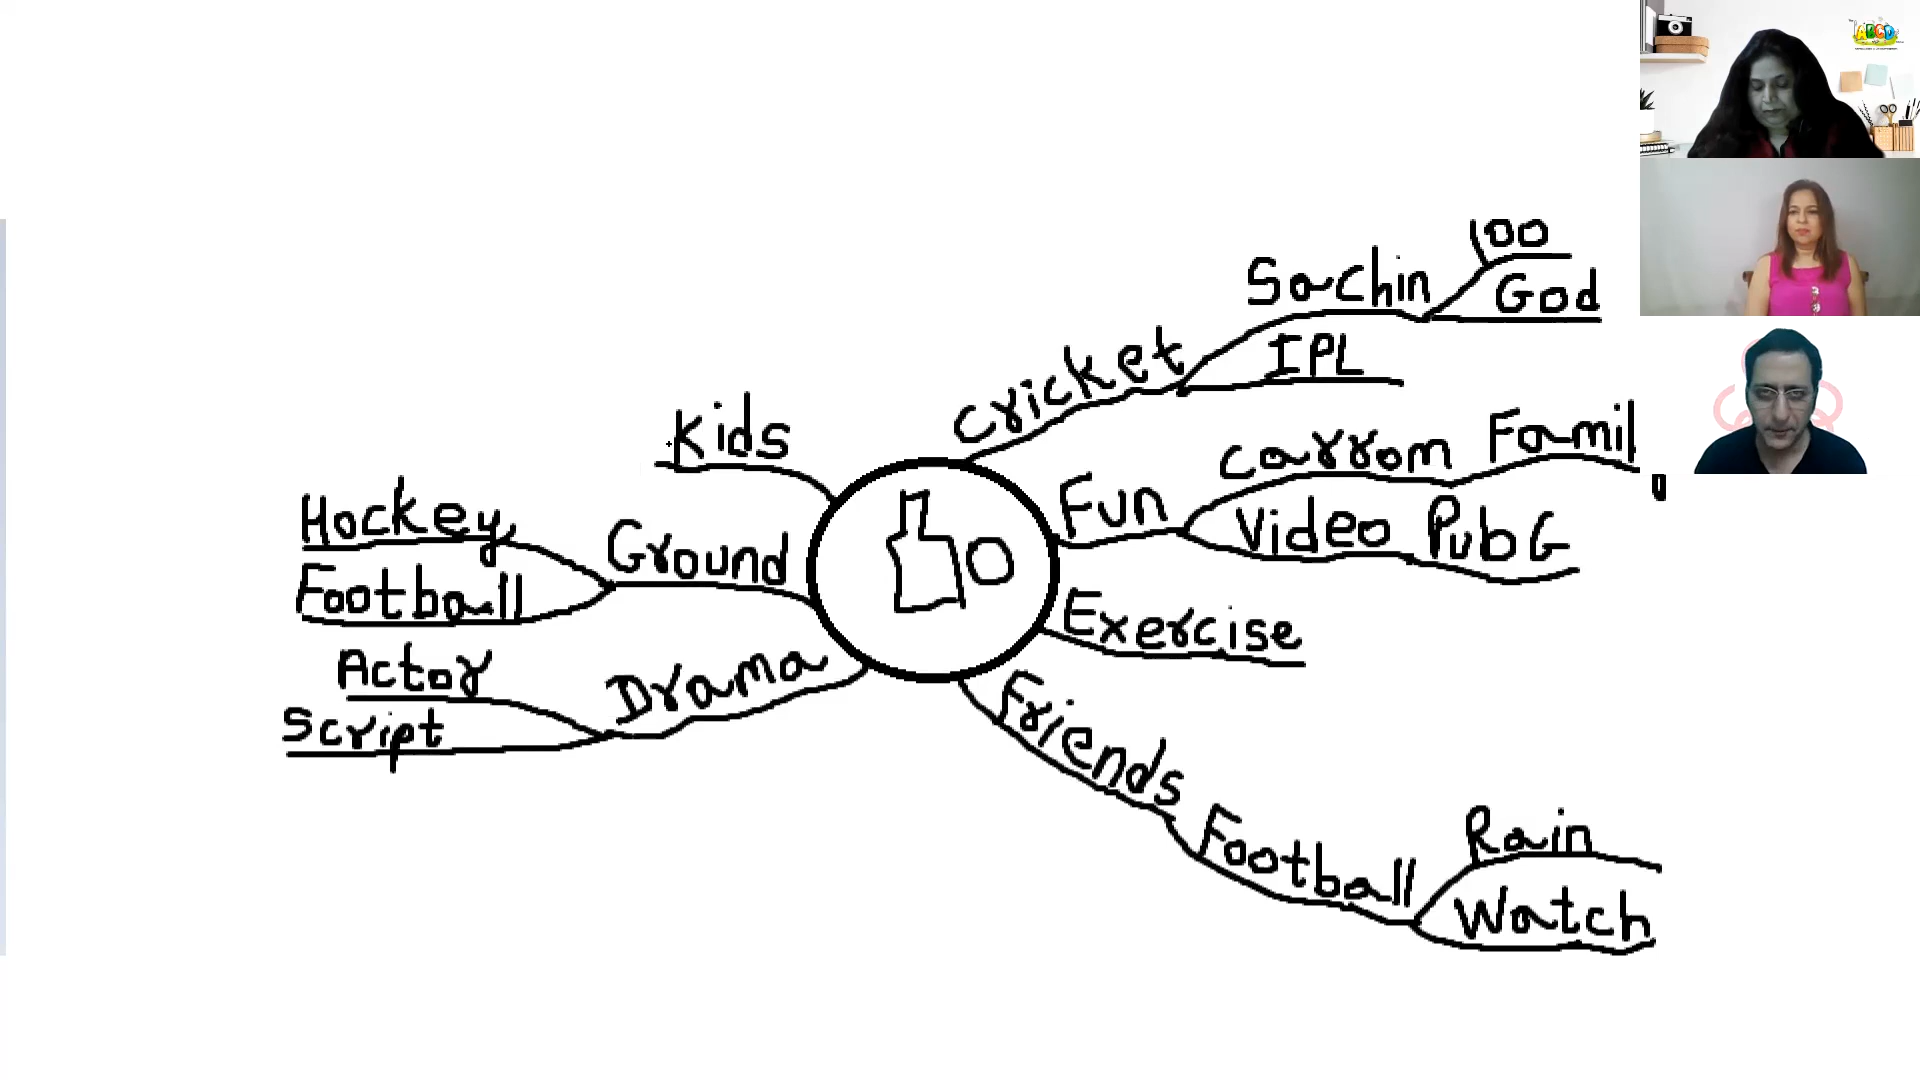 100
Sachin
God
IPL
Cricket
Carrom Famil
Fun
Video PubG
Exercise
Friends
Football
Rain
Watch
Kids
Hockey
Ground
Football
Actor
Drama
Script
ABCD